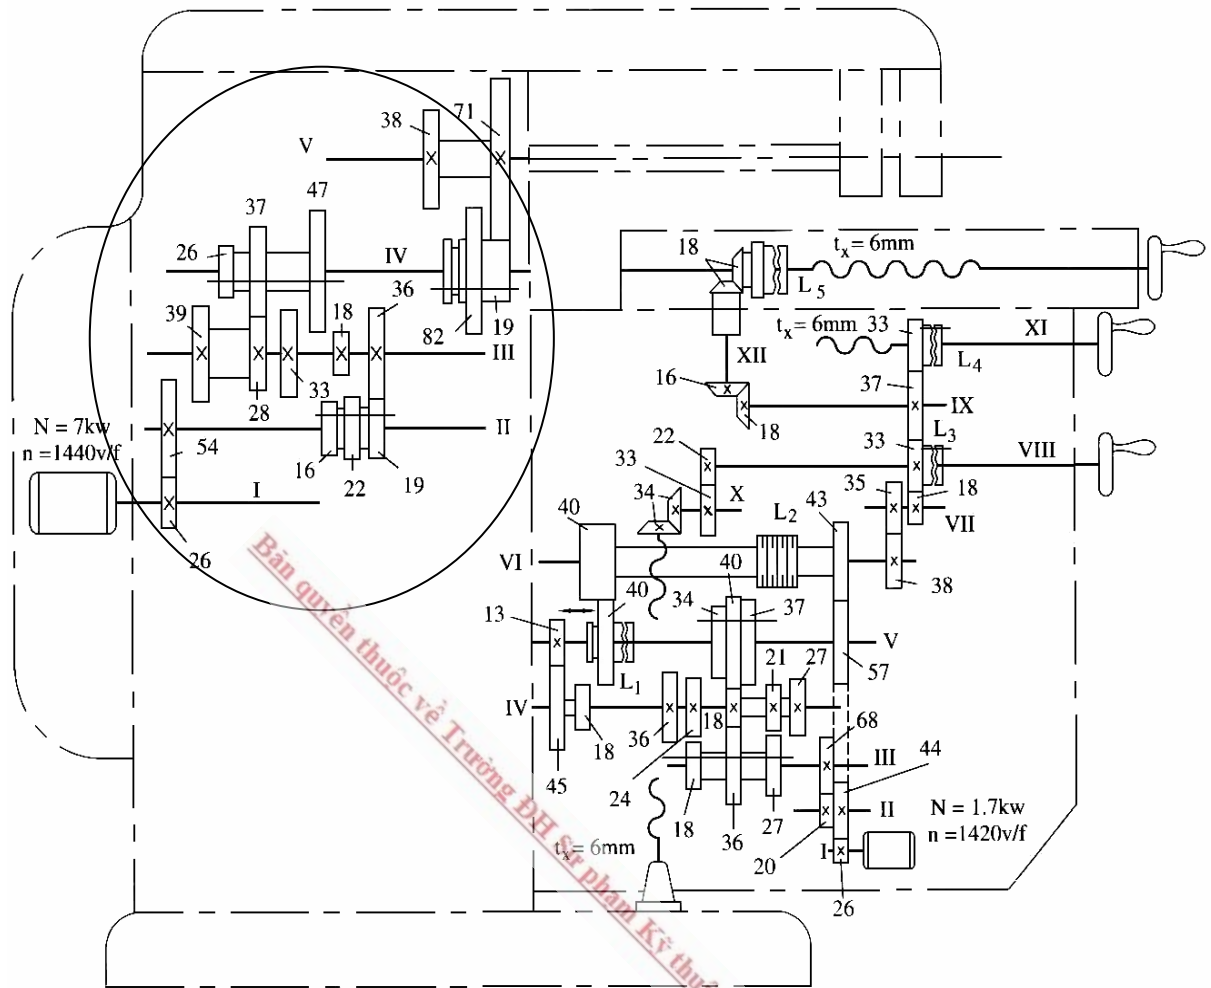 71
38
V
47
37
26
IV
18
tₓ = 6mm
L₅
36
39
18
82
19
III
33
28
tₓ = 6mm
33
XI
L₄
XII
16
37
IX
18
N = 7kw
n = 1440v/f
54
II
16
22
19
22
33
L₃
VIII
I
33
34
X
35
18
VII
26
40
L₂
43
VI
34
38
40
40
13
34
37
V
L₁
21
27
57
IV
18
36
18
68
III
44
45
24
18
36
27
II
N = 1.7kw
n = 1420v/f
20
I
tₓ = 6mm
26
Bản quyền thuộc về Trường ĐH Sư phạm Kỹ thu